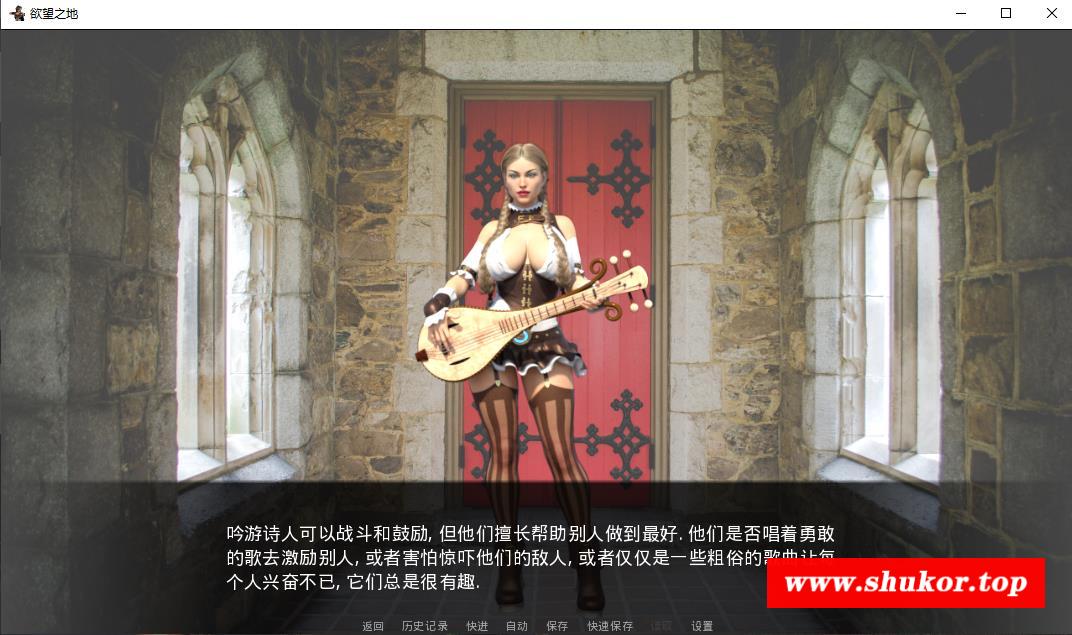 欲望之地
吟游诗人可以战斗和鼓励, 但他们擅长帮助别人做到最好. 他们是否唱着勇敢
的歌去激励别人, 或者害怕惊吓他们的敌人, 或者仅仅是一些粗俗的歌曲让每
个人兴奋不已, 它们总是很有趣.
www.shukor.top
返回 历史记录 快进 自动 保存 快速保存 读取 设置